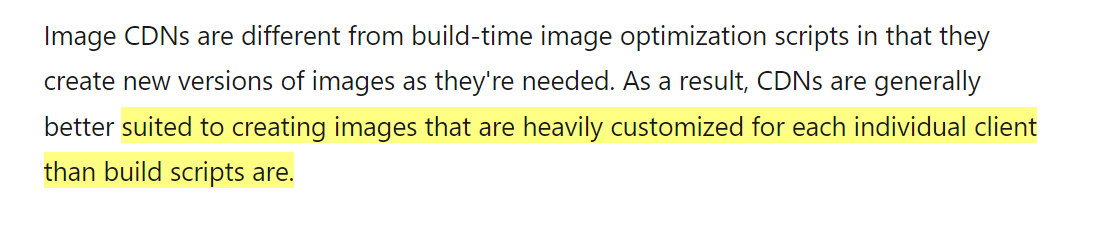 Image CDNs are different from build-time image optimization scripts in that they
create new versions of images as they're needed. As a result, CDNs are generally
better suited to creating images that are heavily customized for each individual client
than build scripts are.